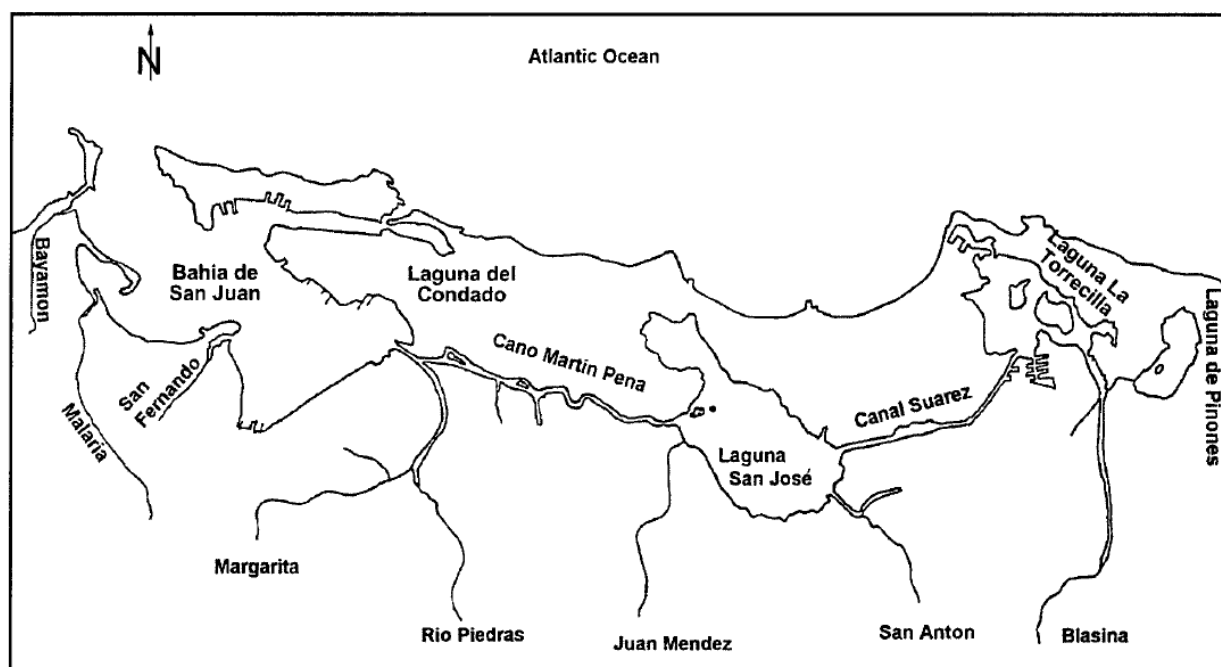 N
Atlantic Ocean
Bayamon
Bahia de
San Juan
Laguna del
Condado
Laguna La
Torrecilla
Laguna de Pinones
San
Fernando
Malaria
Cano Martín Pena
Canal Suarez
Laguna
San José
Margarita
Rio Piedras
Juan Mendez
San Anton
Blasina